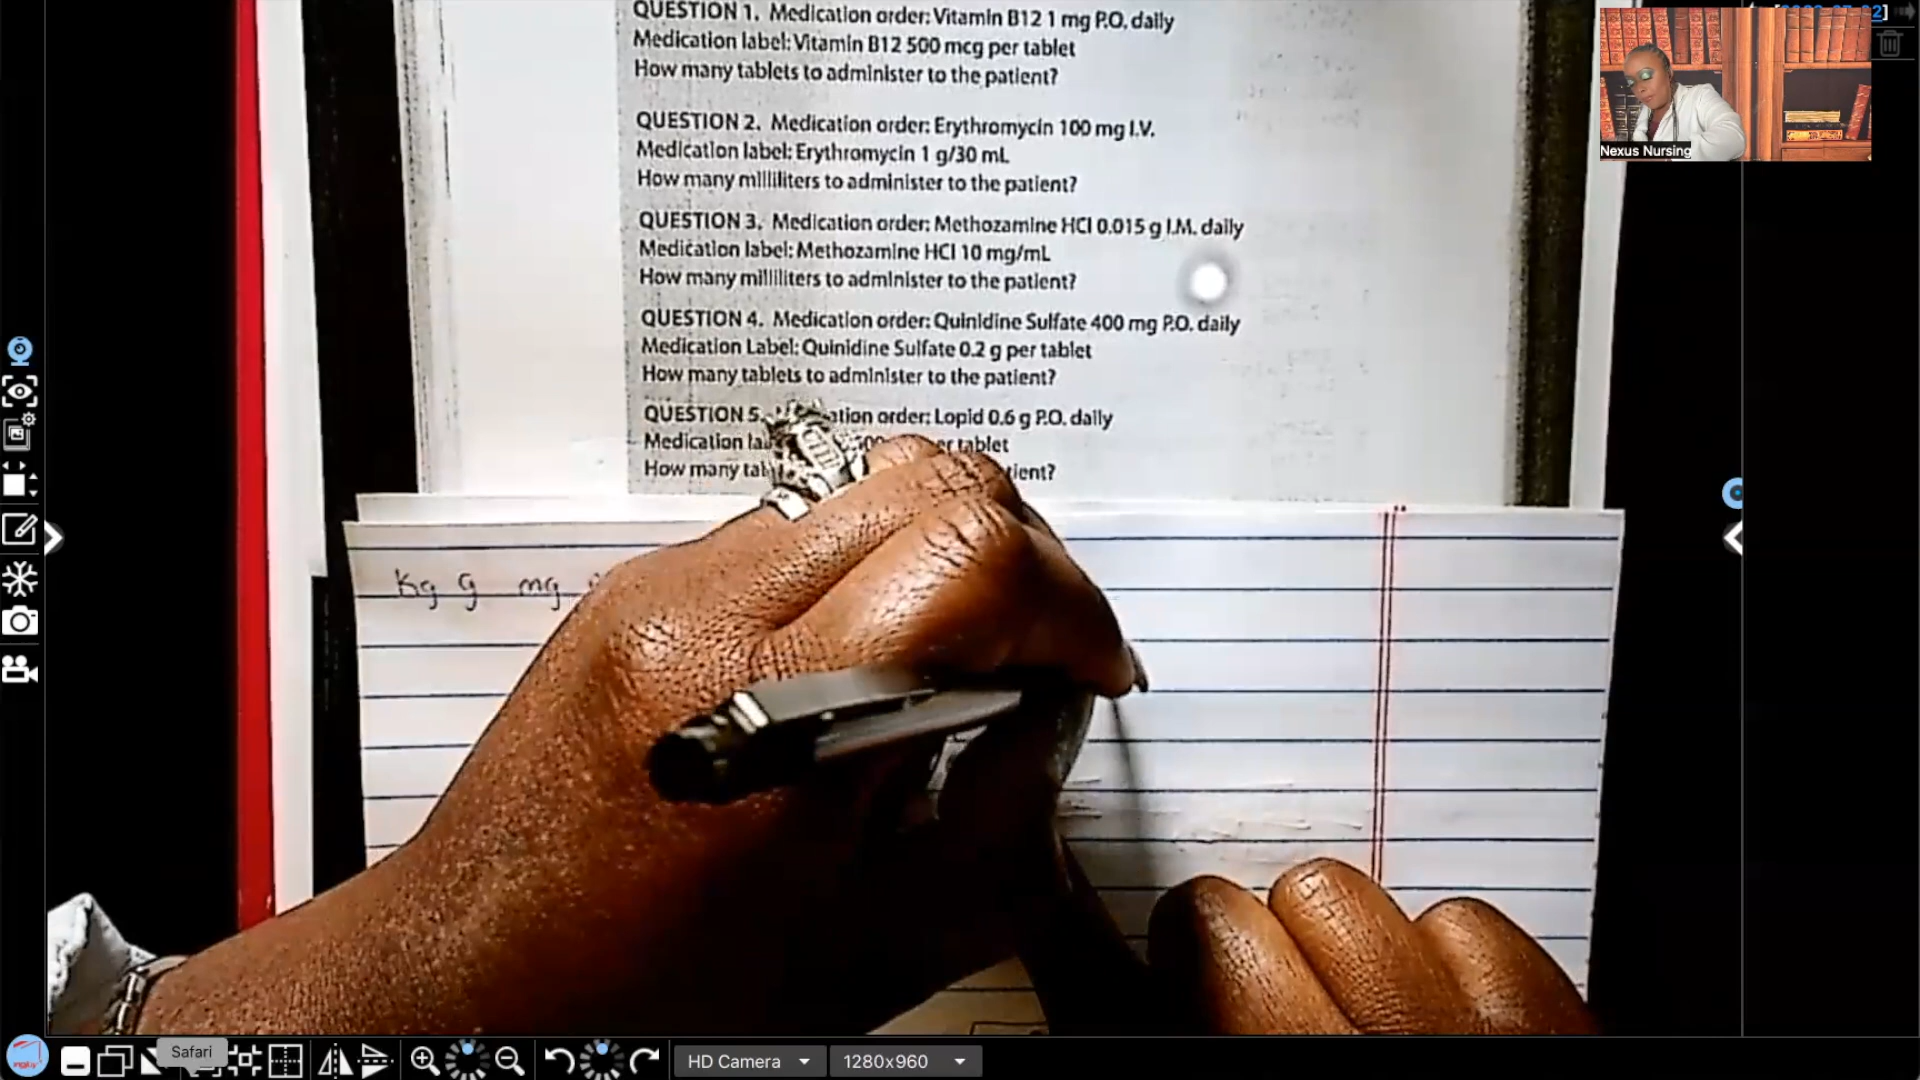 QUESTION 1. Medication order: Vitamin B12 1 mg P.O. daily
Medication label: Vitamin B12 500 mcg per tablet
How many tablets to administer to the patient?
QUESTION 2. Medication order: Erythromycin 100 mg I.V.
Medication label: Erythromycin 1 g/30 mL
How many milliliters to administer to the patient?
QUESTION 3. Medication order: Methozamine HCl 0.015 g I.M. daily
Medication label: Methozamine HCl 10 mg/mL
How many milliliters to administer to the patient?
QUESTION 4. Medication order: Quinidine Sulfate 400 mg P.O. daily
Medication Label: Quinidine Sulfate 0.2 g per tablet
How many tablets to administer to the patient?
QUESTION 5. order: Lopid 0.6 g P.O. daily
Medication tablet
How many
Kg g mg
Nexus Nursing
Safari
HD Camera
1280x960